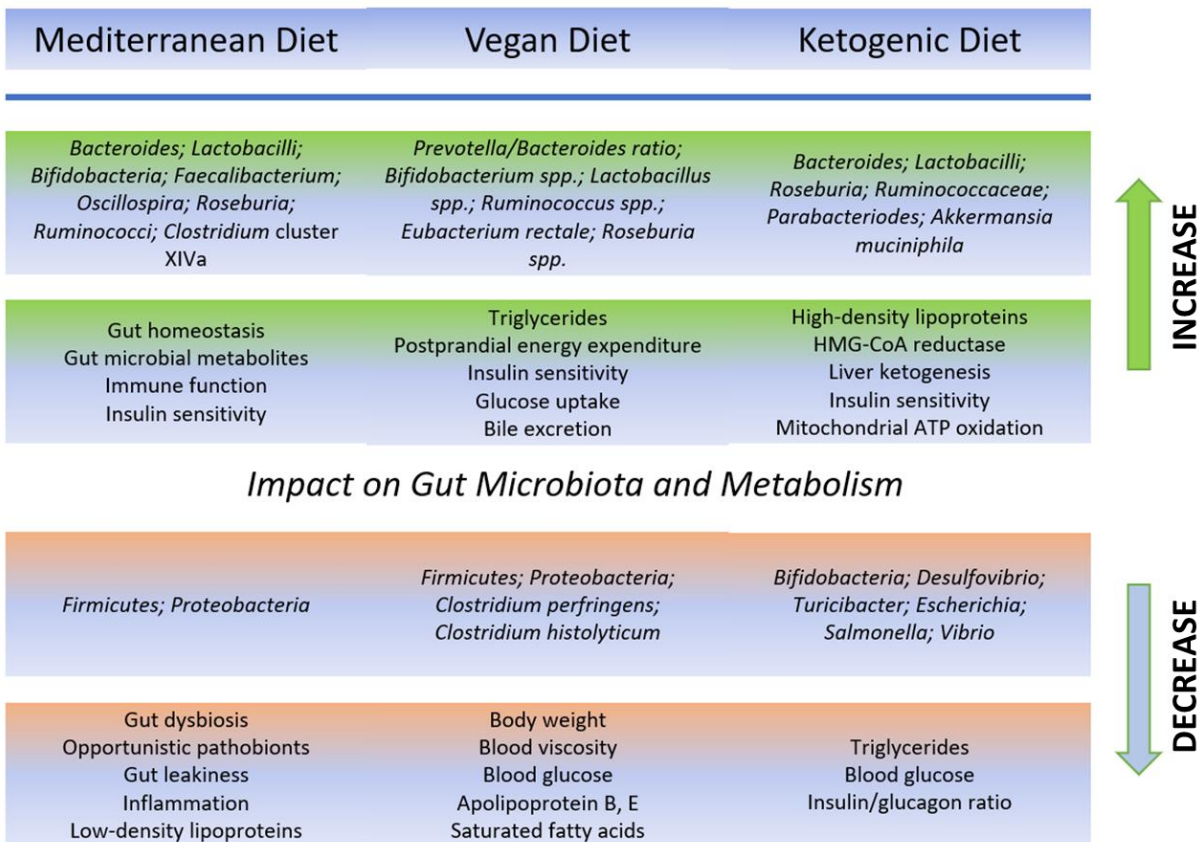 Mediterranean Diet
Vegan Diet
Ketogenic Diet
Bacteroides; Lactobacilli;
Bifidobacteria; Faecalibacterium;
Oscillospira; Roseburia;
Ruminococci; Clostridium cluster
XIVa
Prevotella/Bacteroides ratio;
Bifidobacterium spp.; Lactobacillus
spp.; Ruminococcus spp.;
Eubacterium rectale; Roseburia
spp.
Bacteroides; Lactobacilli;
Roseburia; Ruminococcaceae;
Parabacteriodes; Akkermansia
muciniphila
INCREASE
Gut homeostasis
Gut microbial metabolites
Immune function
Insulin sensitivity
Triglycerides
Postprandial energy expenditure
Insulin sensitivity
Glucose uptake
Bile excretion
High-density lipoproteins
HMG-CoA reductase
Liver ketogenesis
Insulin sensitivity
Mitochondrial ATP oxidation
Impact on Gut Microbiota and Metabolism
Firmicutes; Proteobacteria
Firmicutes; Proteobacteria;
Clostridium perfringens;
Clostridium histolyticum
Bifidobacteria; Desulfovibrio;
Turicibacter; Escherichia;
Salmonella; Vibrio
DECREASE
Gut dysbiosis
Opportunistic pathobionts
Gut leakiness
Inflammation
Low-density lipoproteins
Body weight
Blood viscosity
Blood glucose
Apolipoprotein B, E
Saturated fatty acids
Triglycerides
Blood glucose
Insulin/glucagon ratio